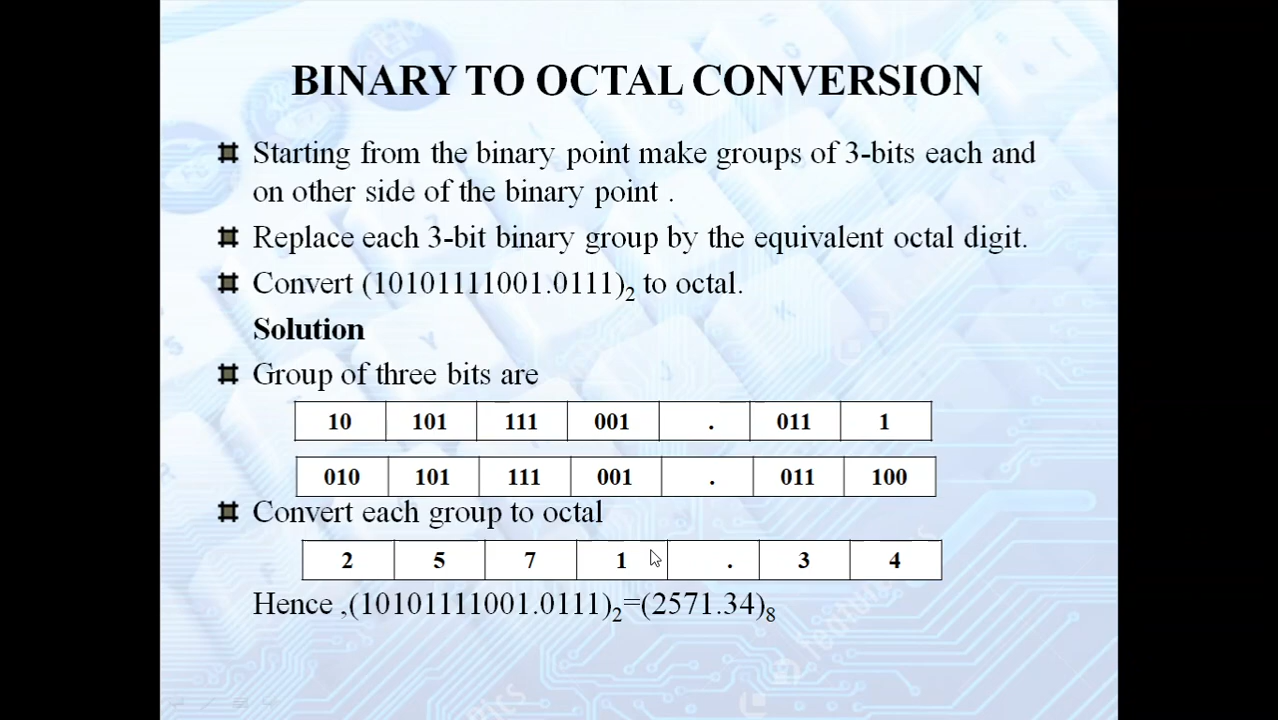 BINARY TO OCTAL CONVERSION
Starting from the binary point make groups of 3-bits each and
on other side of the binary point .
Replace each 3-bit binary group by the equivalent octal digit.
Convert (10101111001.0111)2 to octal.
Solution
Group of three bits are
10 101 111 001 . 011 1
010 101 111 001 . 011 100
Convert each group to octal
2 5 7 1 . 3 4
Hence ,(10101111001.0111)2=(2571.34)8